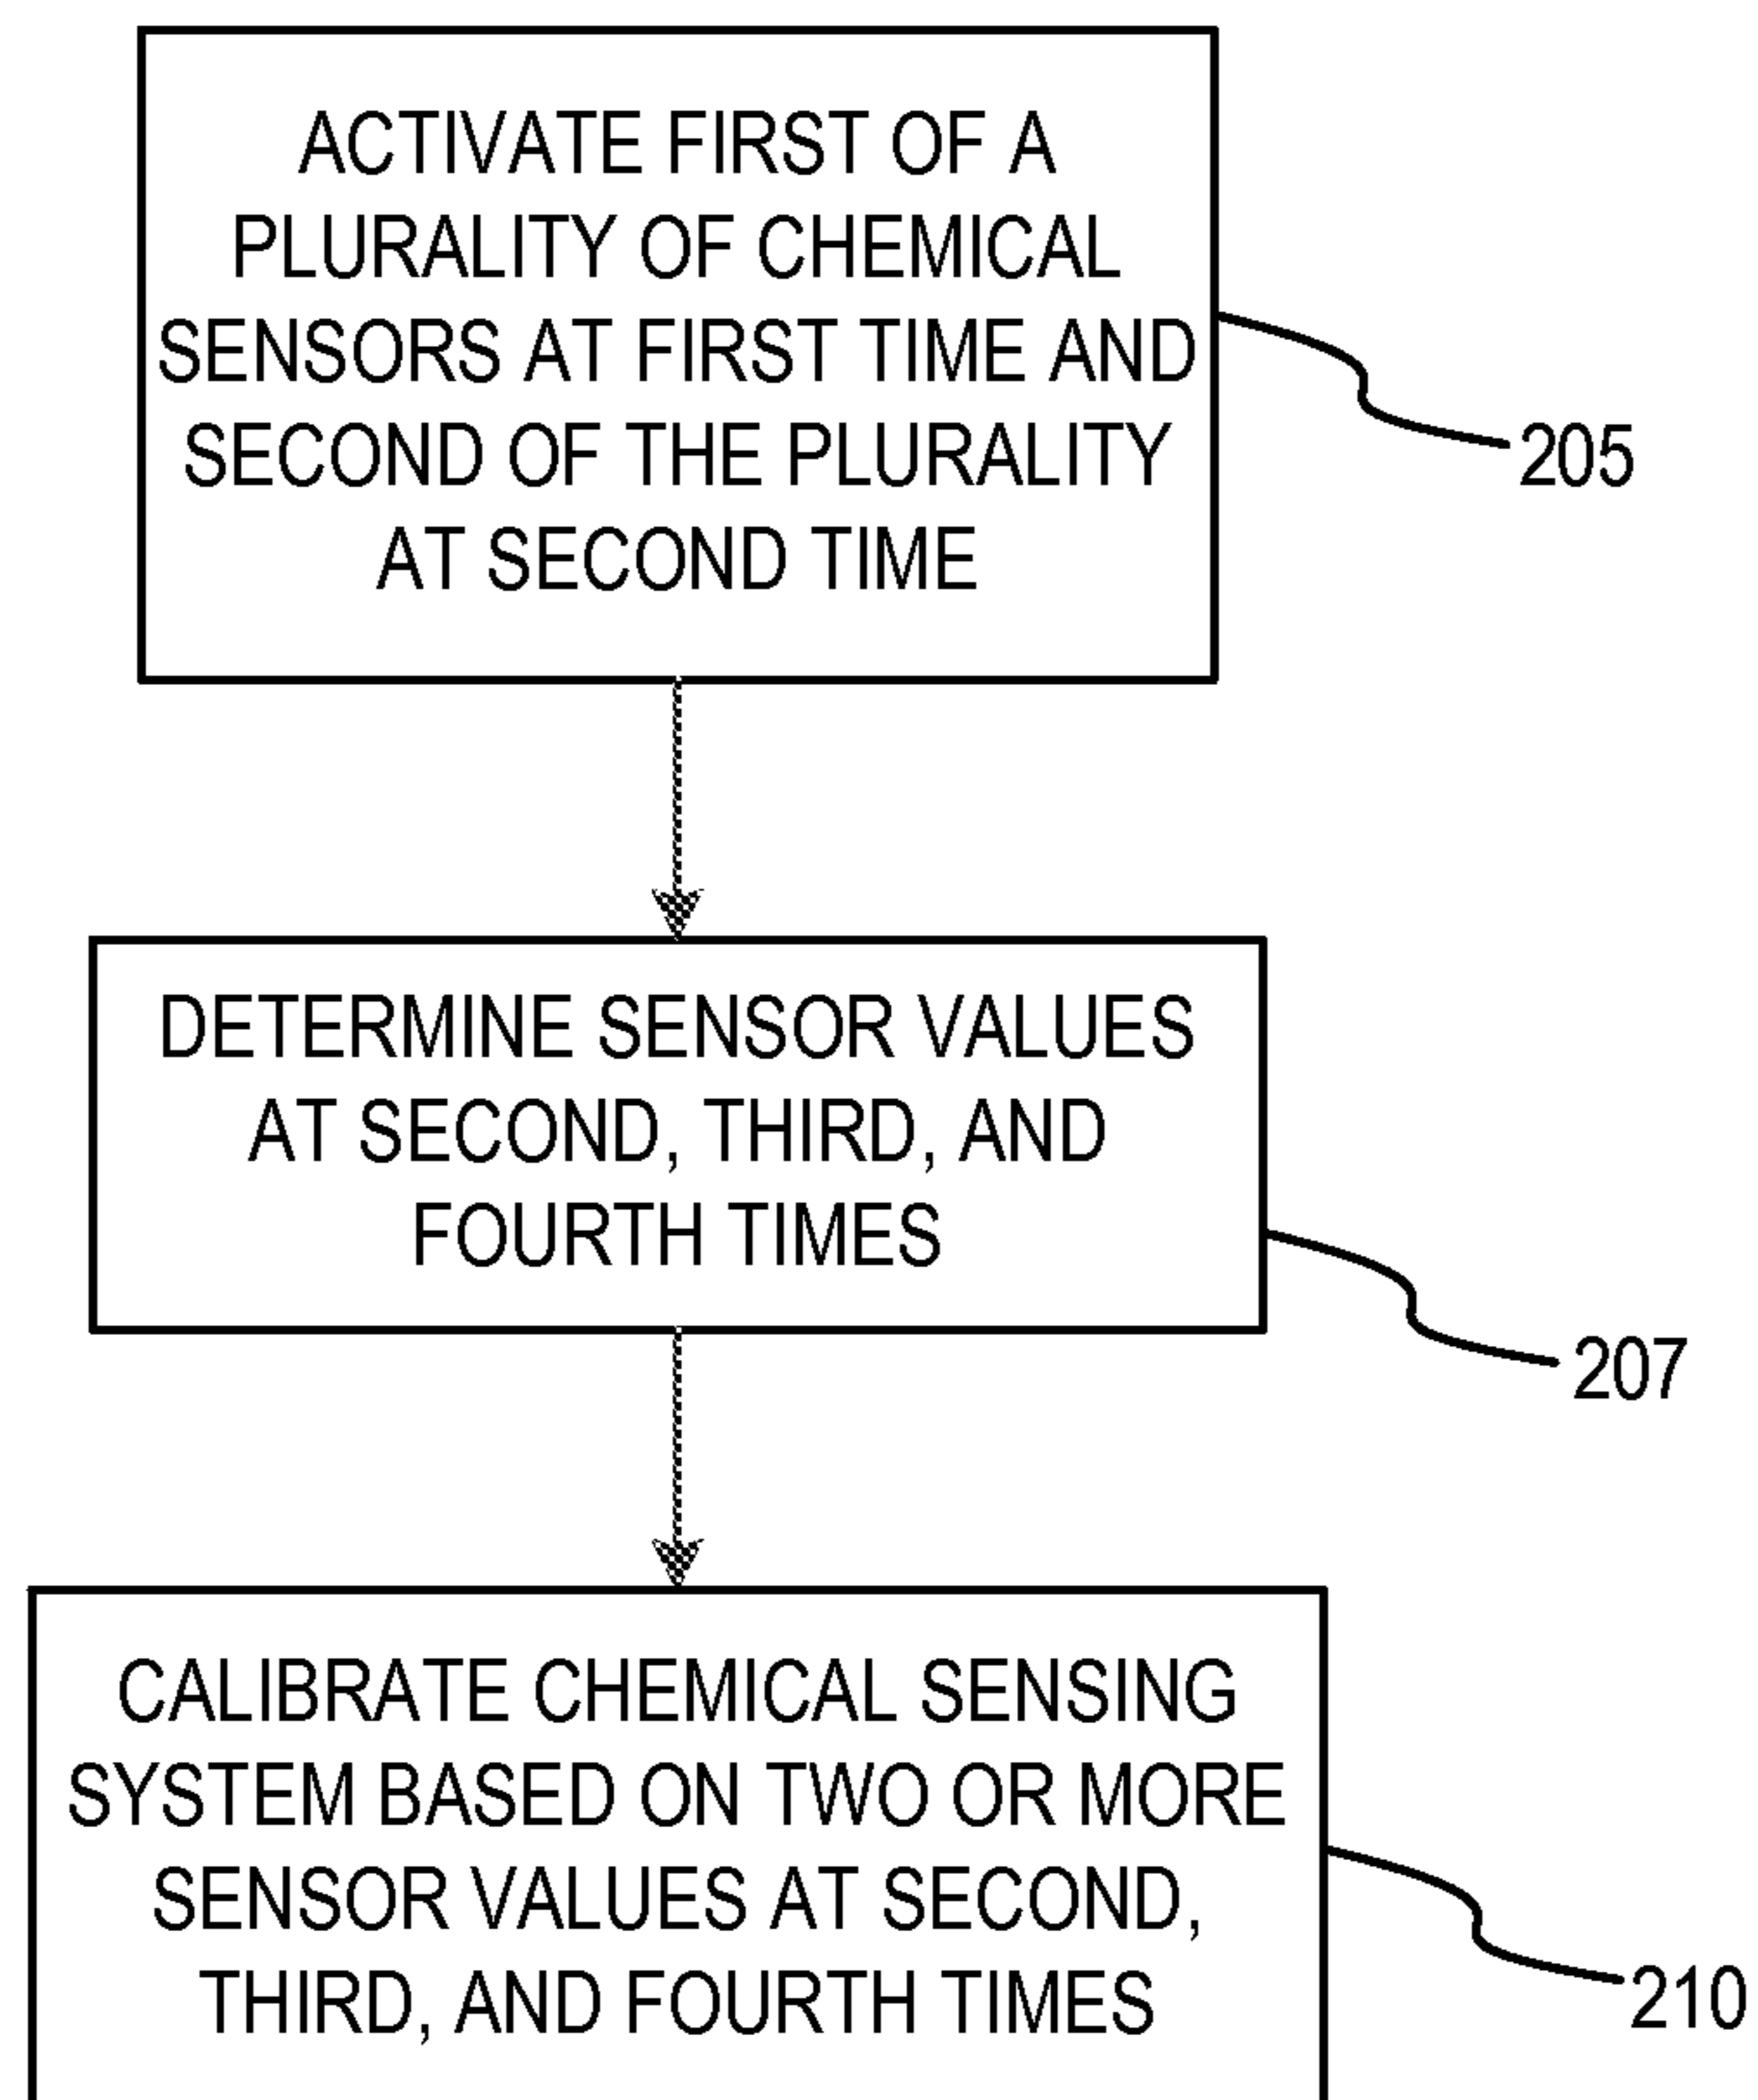 ACTIVATE FIRST OF A
PLURALITY OF CHEMICAL
SENSORS AT FIRST TIME AND
SECOND OF THE PLURALITY
AT SECOND TIME
205
DETERMINE SENSOR VALUES
AT SECOND, THIRD, AND
FOURTH TIMES
207
CALIBRATE CHEMICAL SENSING
SYSTEM BASED ON TWO OR MORE
SENSOR VALUES AT SECOND,
THIRD, AND FOURTH TIMES
210